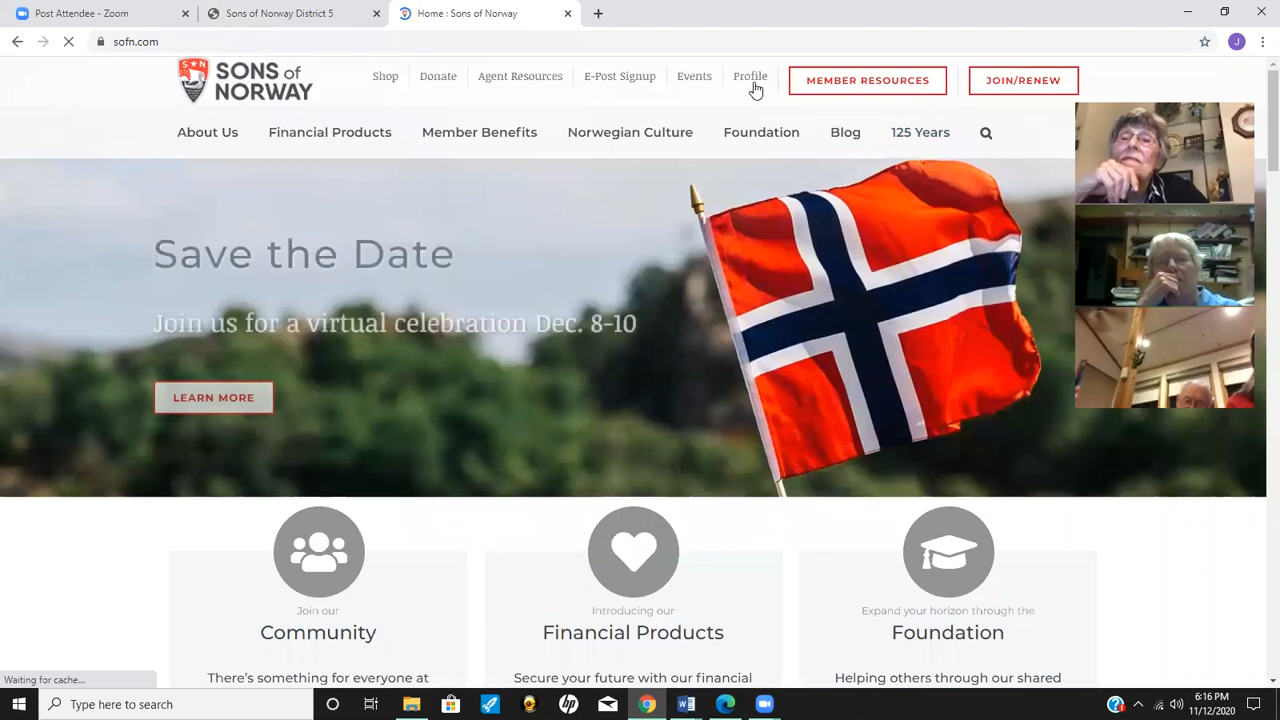 Post Attendee - Zoom
Sons of Norway District 5
Home : Sons of Norway
sofn.com
J
S N
SONS of
NORWAY
Shop
Donate
Agent Resources
E-Post Signup
Events
Profile
MEMBER RESOURCES
JOIN/RENEW
About Us
Financial Products
Member Benefits
Norwegian Culture
Foundation
Blog
125 Years
Save the Date
Join us for a virtual celebration Dec. 8-10
LEARN MORE
Join our
Community
There's something for everyone at
Introducing our
Financial Products
Secure your future with our financial
Expand your horizon through the
Foundation
Helping others through our shared
Waiting for cache...
Type here to search
6:16 PM
11/12/2020